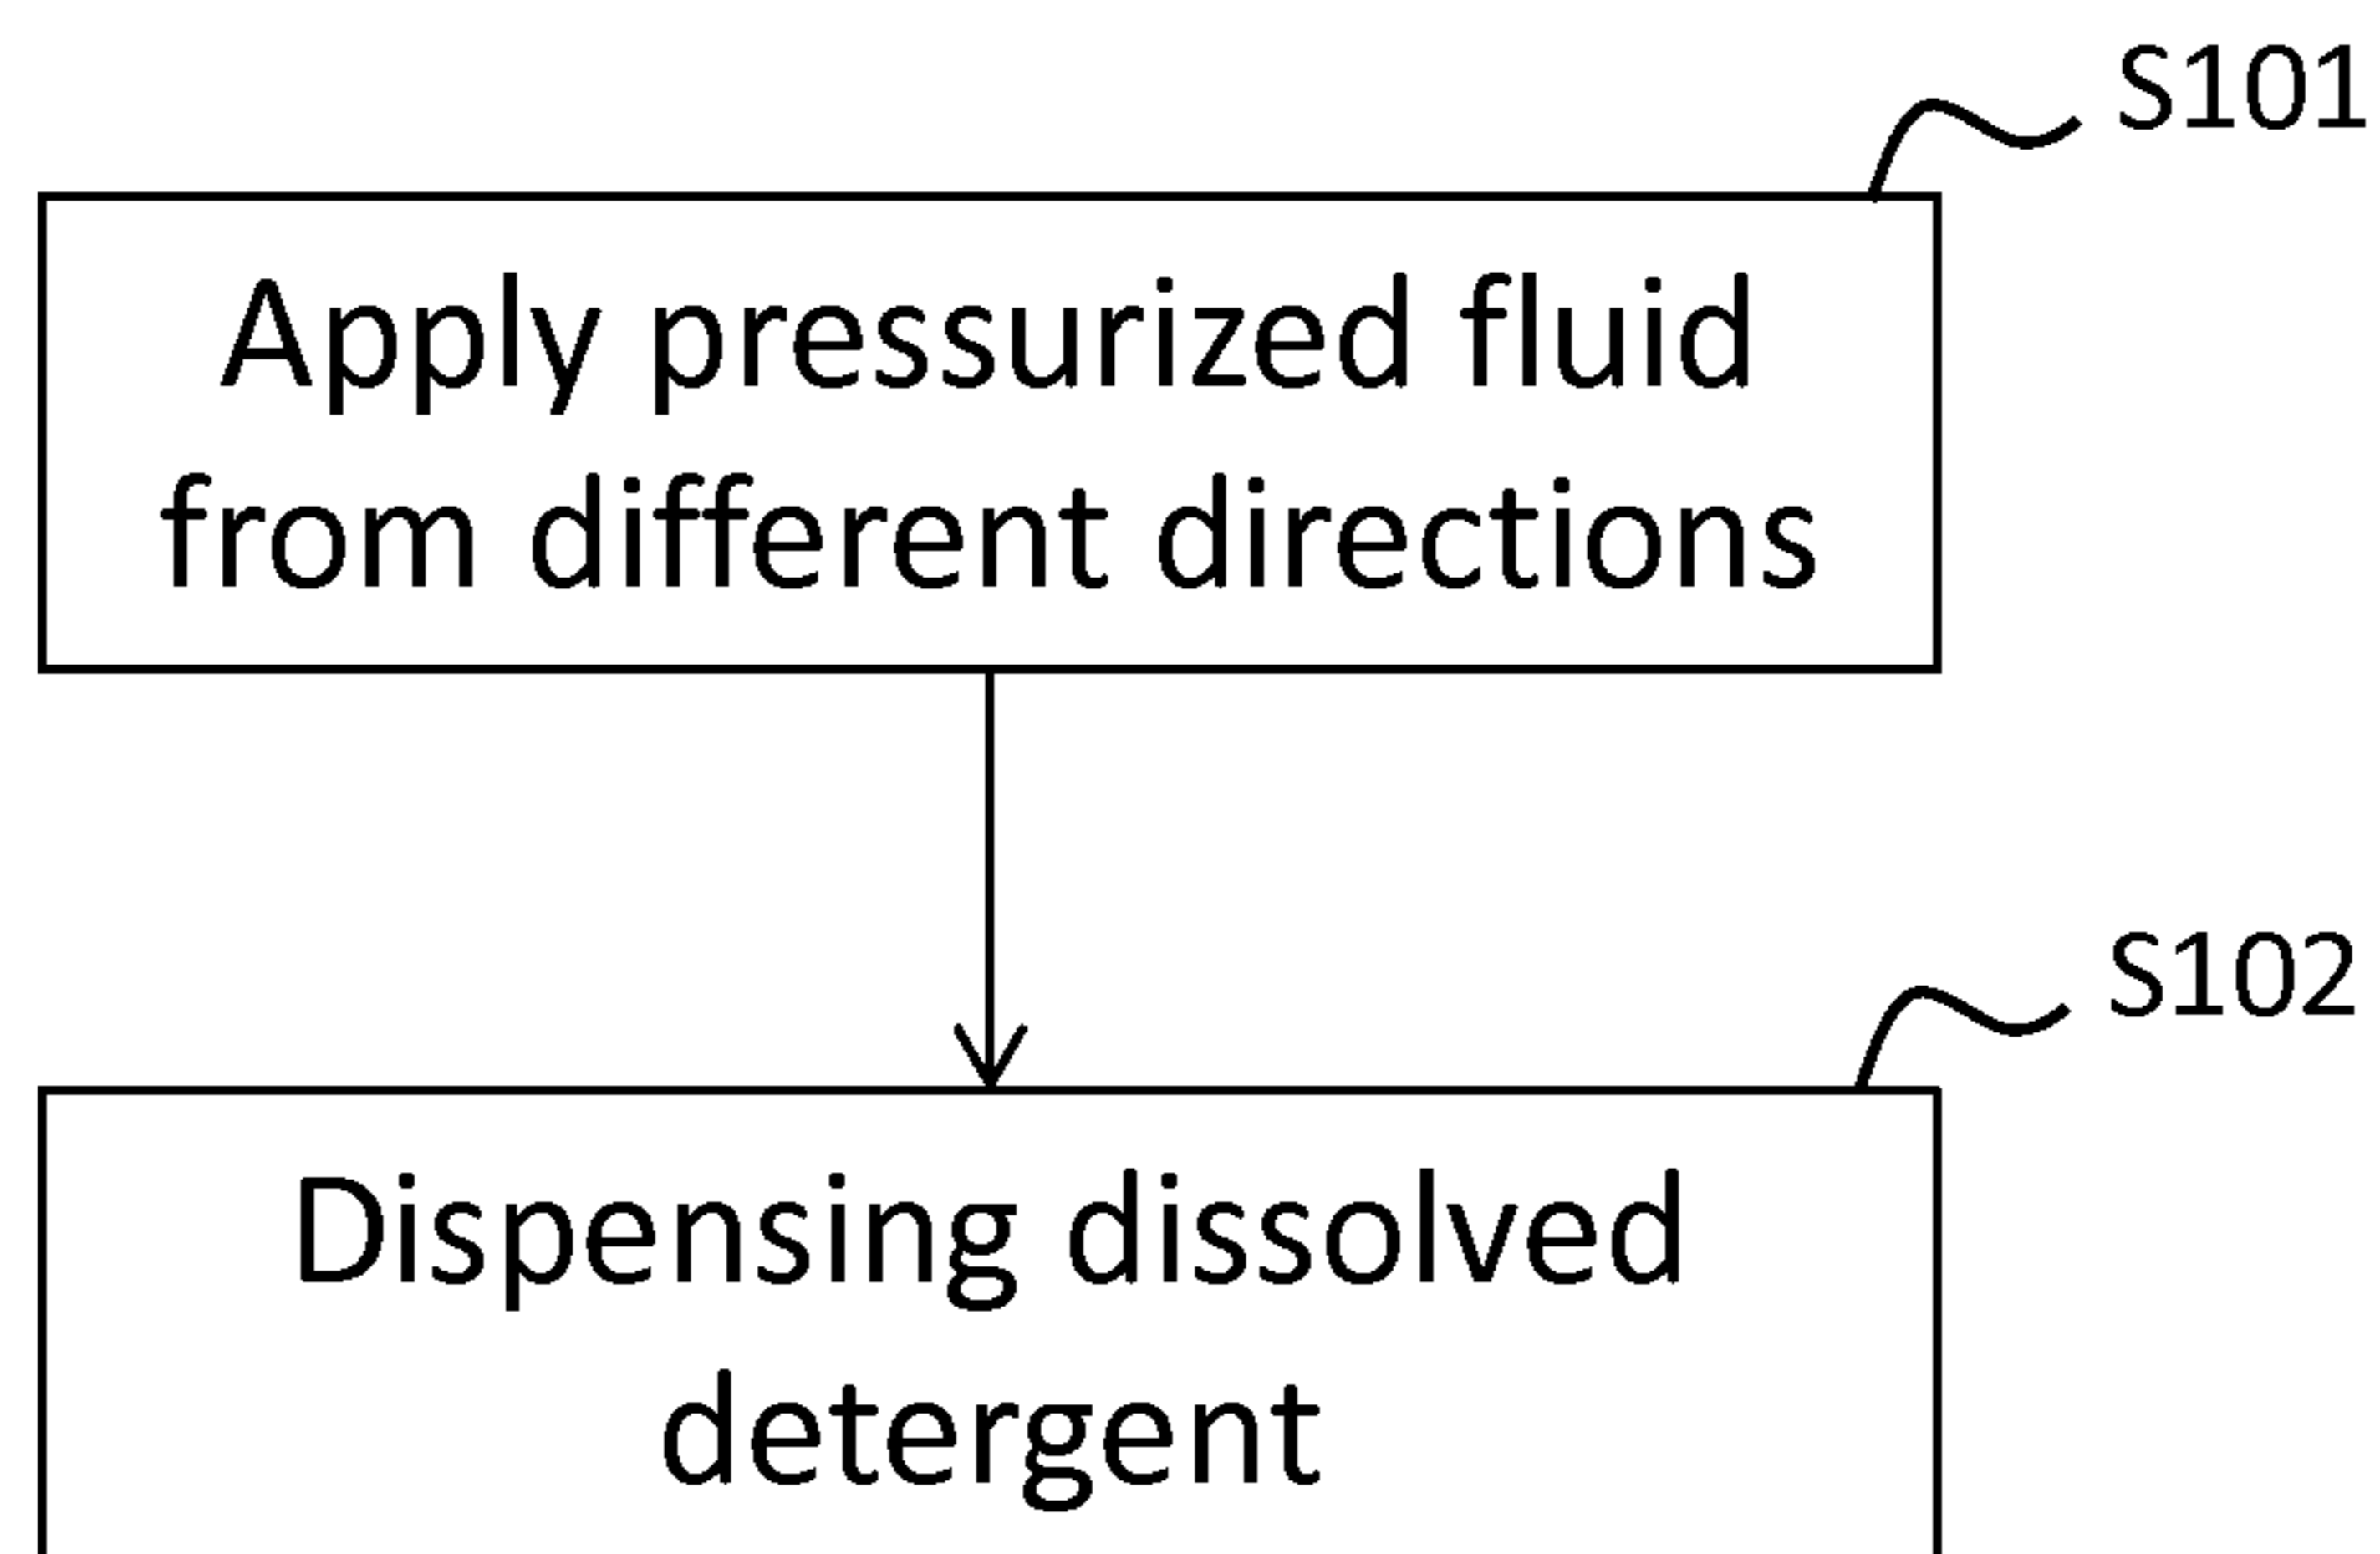 S101
Apply pressurized fluid
from different directions
S102
Dispensing dissolved
detergent